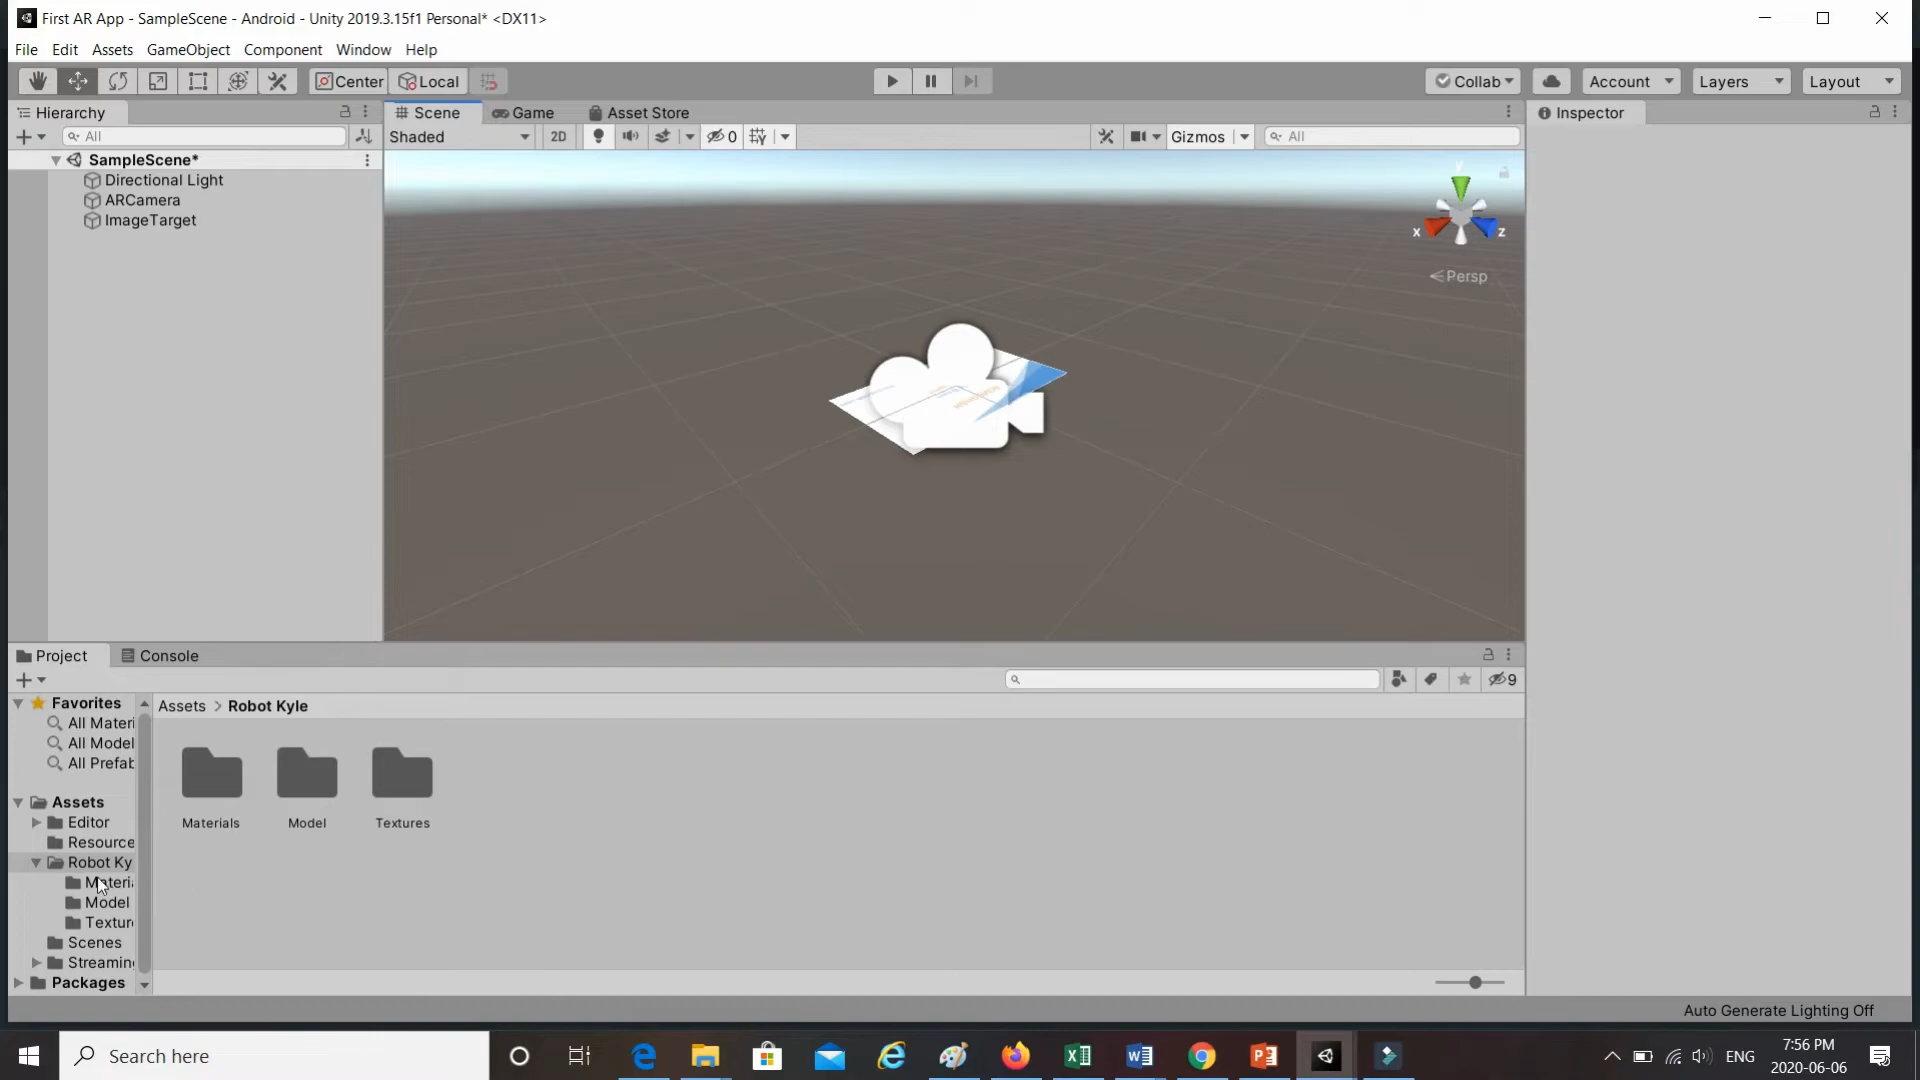 First AR App - SampleScene - Android - Unity 2019.3.15f1 Personal* <DX11>
File Edit Assets GameObject Component Window Help
Center Local Collab Account Layers Layout
Hierarchy
All
SampleScene*
Directional Light
ARCamera
ImageTarget
Scene Game Asset Store
Shaded 2D 0 Gizmos All
y
x z
Persp
Inspector
Project Console
9
Favorites
All Materi
All Model
All Prefab
Assets
Editor
Resource
Robot Ky
Materia
Model
Textur
Scenes
Streaming
Packages
Assets > Robot Kyle
Materials Model Textures
Auto Generate Lighting Off
Search here
ENG
7:56 PM
2020-06-06